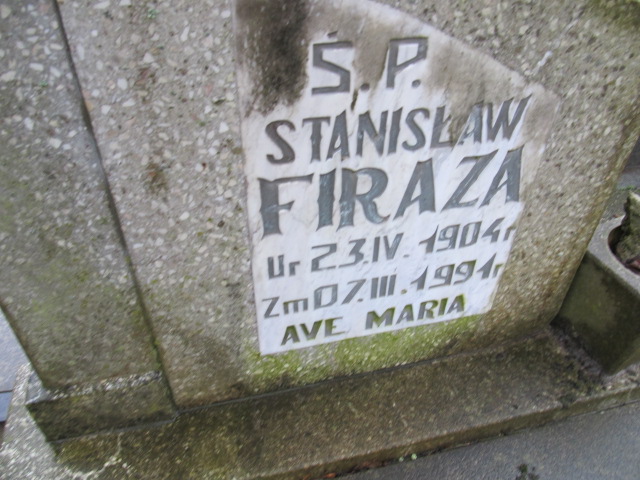 Ś.P.
STANISŁAW
FIRAZA
Ur 23.IV.1904r
Zm 07.III.1991r
AVE MARIA